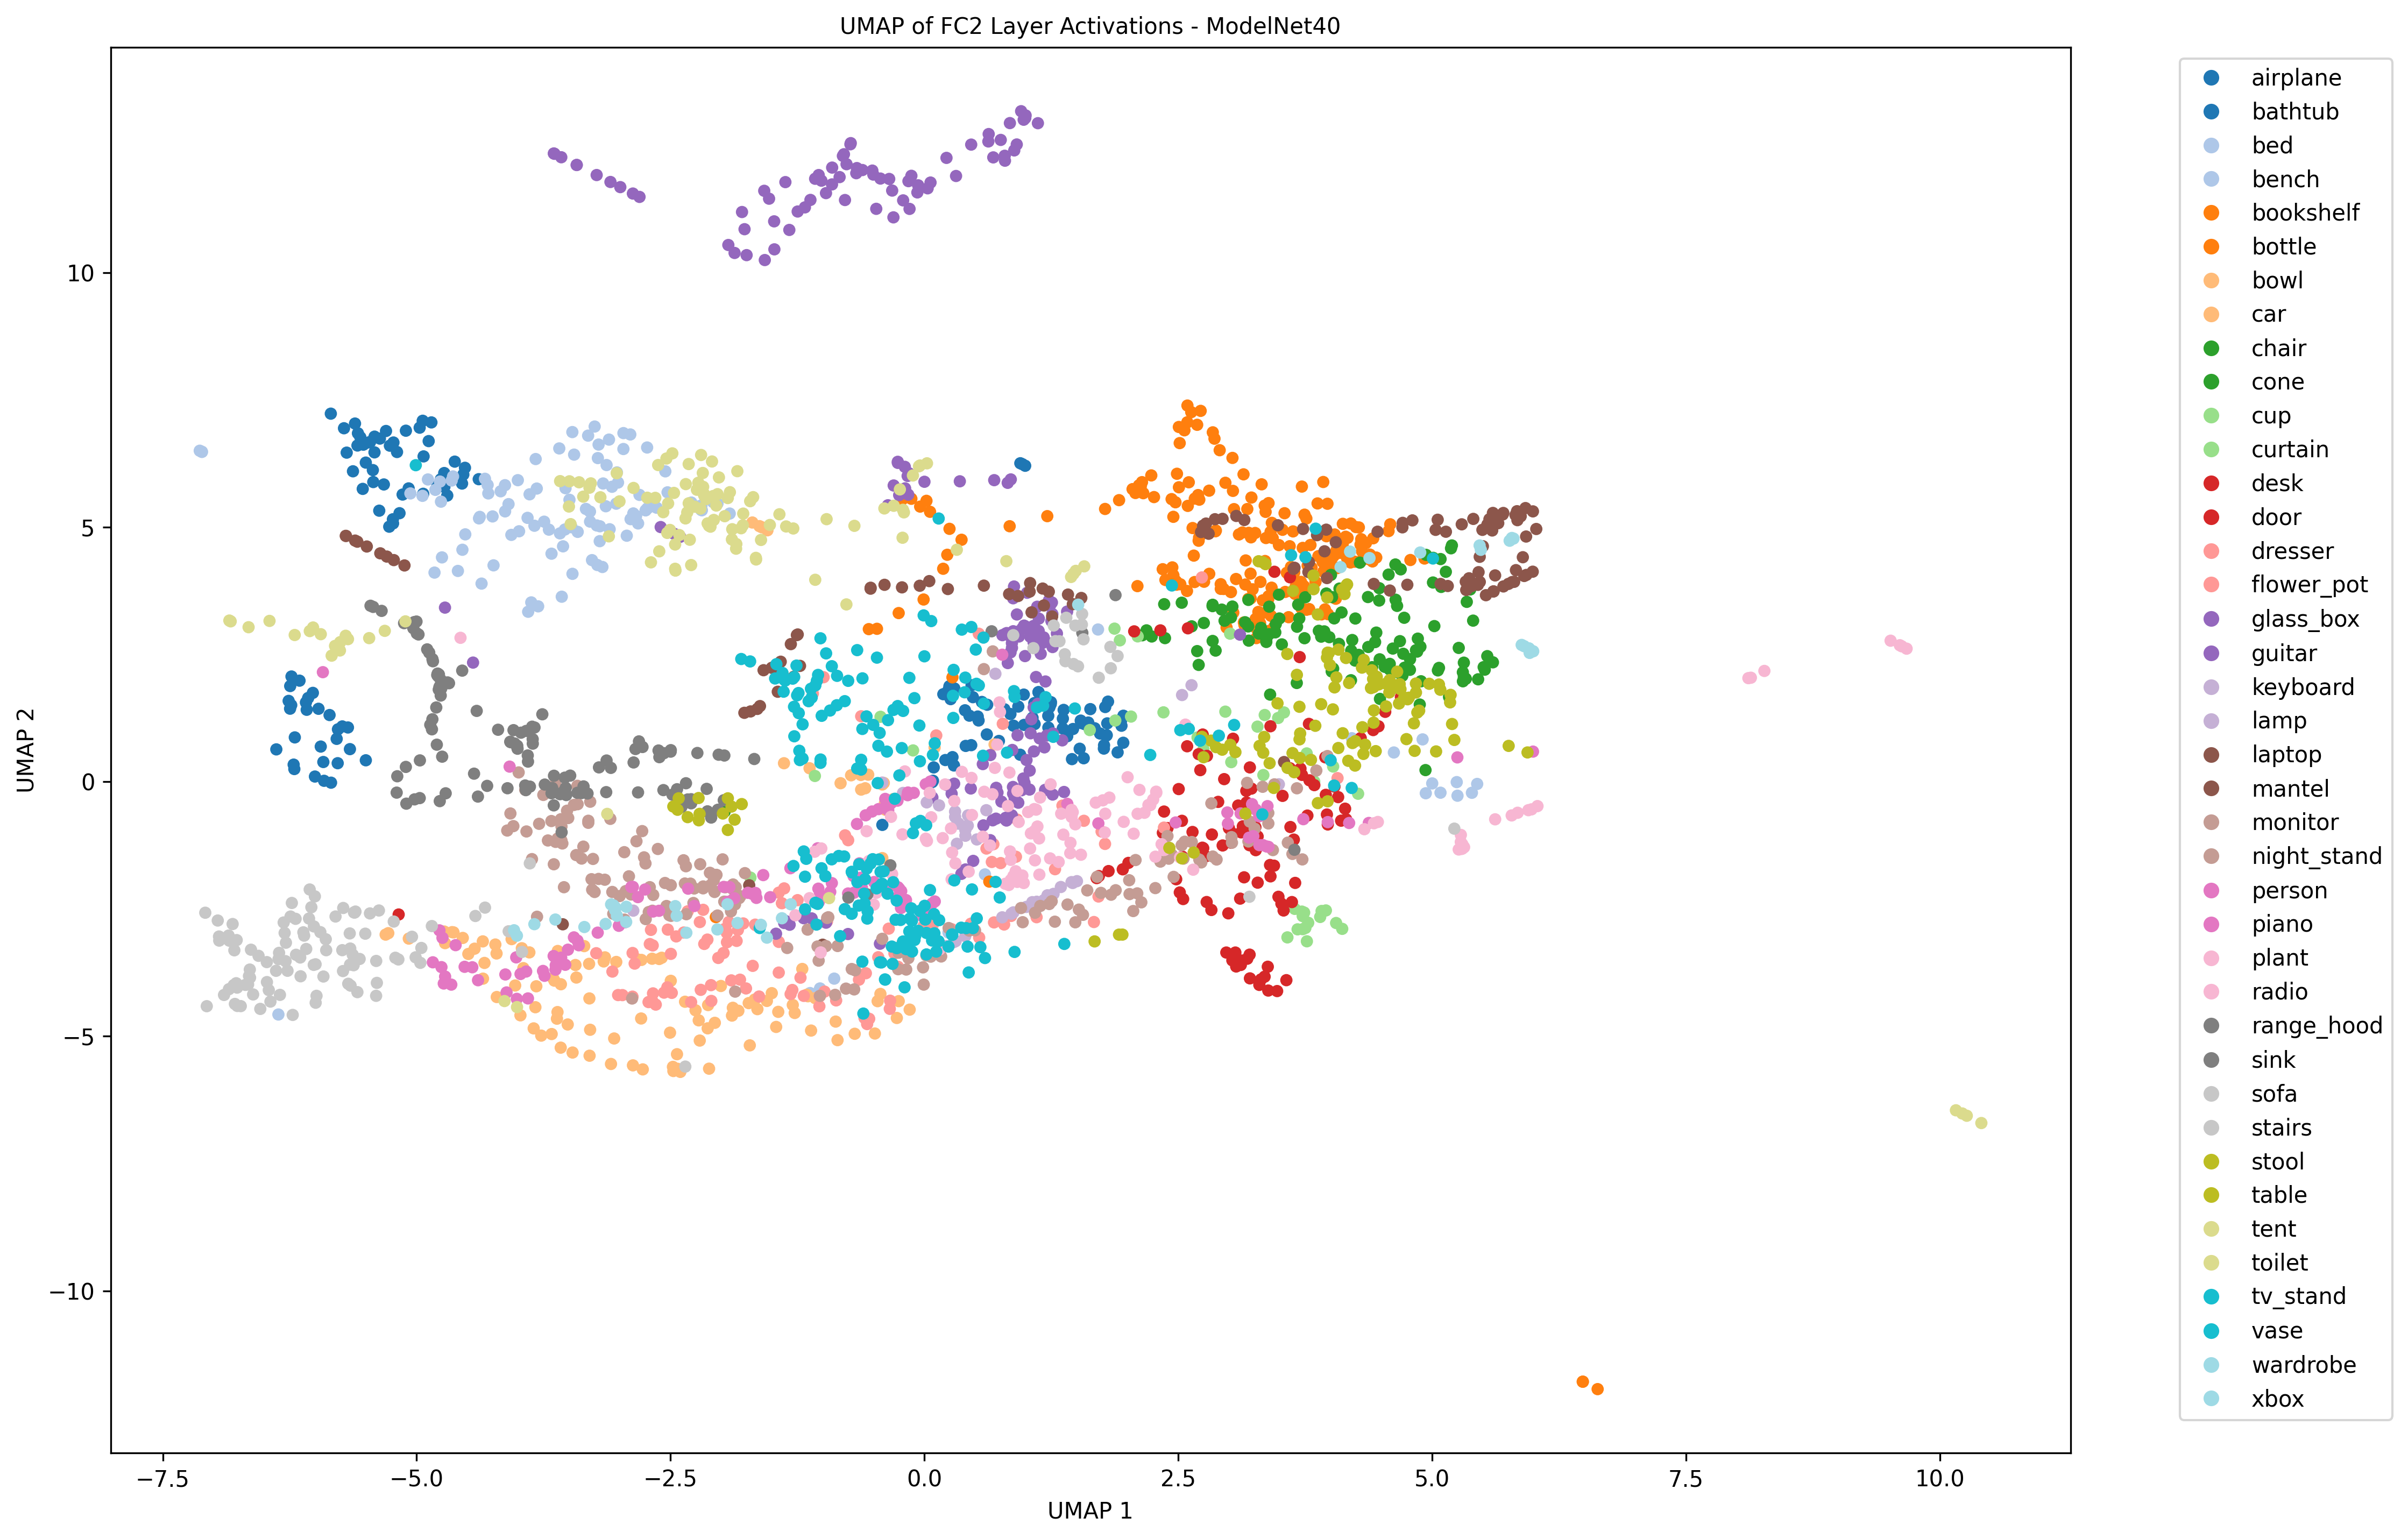 UMAP of FC2 Layer Activations - ModelNet40
airplane
bathtub
bed
bench
bookshelf
bottle
bowl
car
chair
cone
cup
curtain
desk
door
dresser
flower_pot
glass_box
guitar
keyboard
lamp
laptop
mantel
monitor
night_stand
person
piano
plant
radio
range_hood
sink
sofa
stairs
stool
table
tent
toilet
tv_stand
vase
wardrobe
xbox
UMAP 2
10
5
0
−5
−10
−7.5 −5.0 −2.5 0.0 2.5 5.0 7.5 10.0
UMAP 1